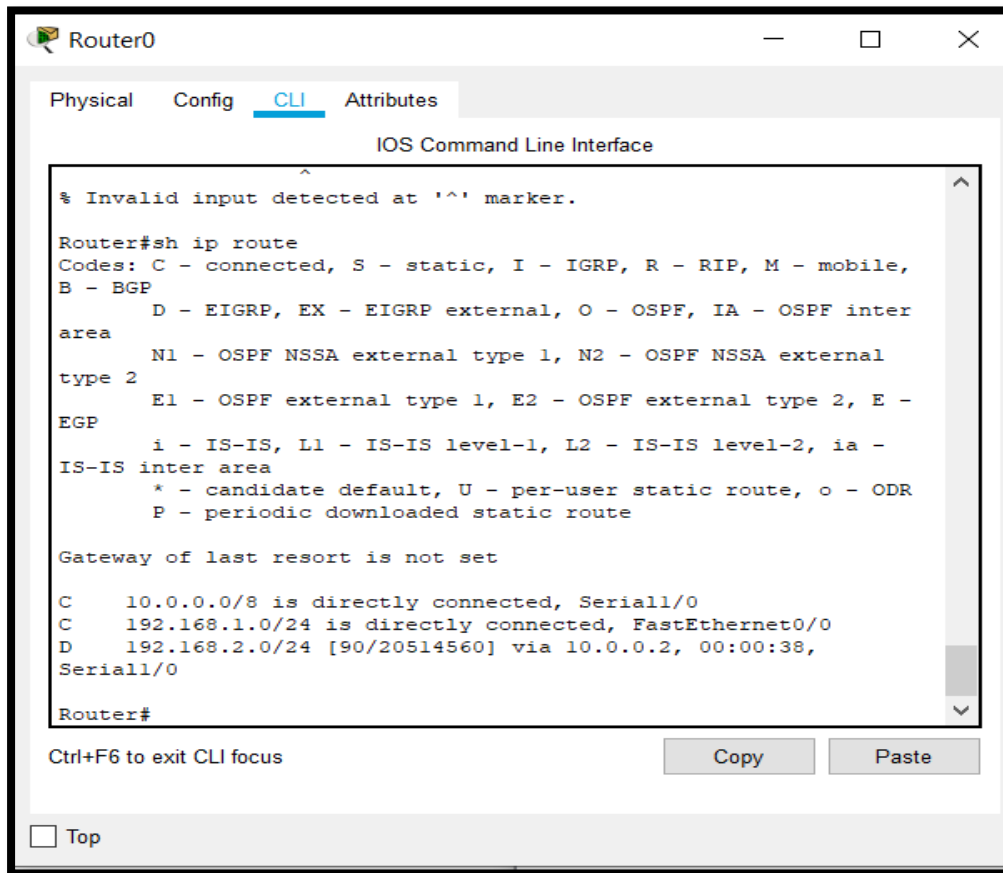 Router0
Physical Config CLI Attributes
IOS Command Line Interface
^
% Invalid input detected at '^' marker.
Router#sh ip route
Codes: C - connected, S - static, I - IGRP, R - RIP, M - mobile,
B - BGP
D - EIGRP, EX - EIGRP external, O - OSPF, IA - OSPF inter
area
N1 - OSPF NSSA external type 1, N2 - OSPF NSSA external
type 2
E1 - OSPF external type 1, E2 - OSPF external type 2, E -
EGP
i - IS-IS, L1 - IS-IS level-1, L2 - IS-IS level-2, ia -
IS-IS inter area
* - candidate default, U - per-user static route, o - ODR
P - periodic downloaded static route
Gateway of last resort is not set
C 10.0.0.0/8 is directly connected, Serial1/0
C 192.168.1.0/24 is directly connected, FastEthernet0/0
D 192.168.2.0/24 [90/20514560] via 10.0.0.2, 00:00:38,
Serial1/0
Router#
Ctrl+F6 to exit CLI focus
Copy Paste
Top